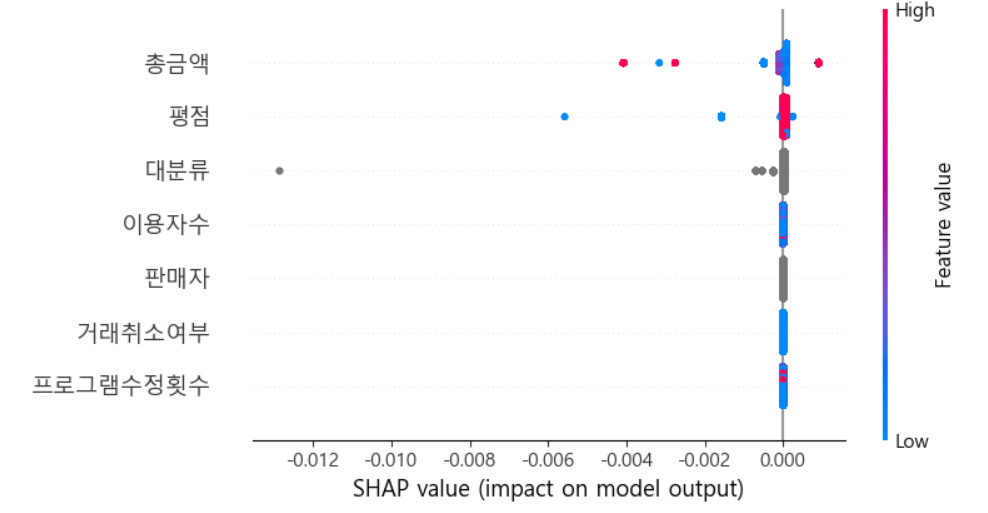 High
총금액
평점
대분류
이용자수
판매자
거래취소여부
프로그램수정횟수
Feature value
Low
-0.012 -0.010 -0.008 -0.006 -0.004 -0.002 0.000
SHAP value (impact on model output)